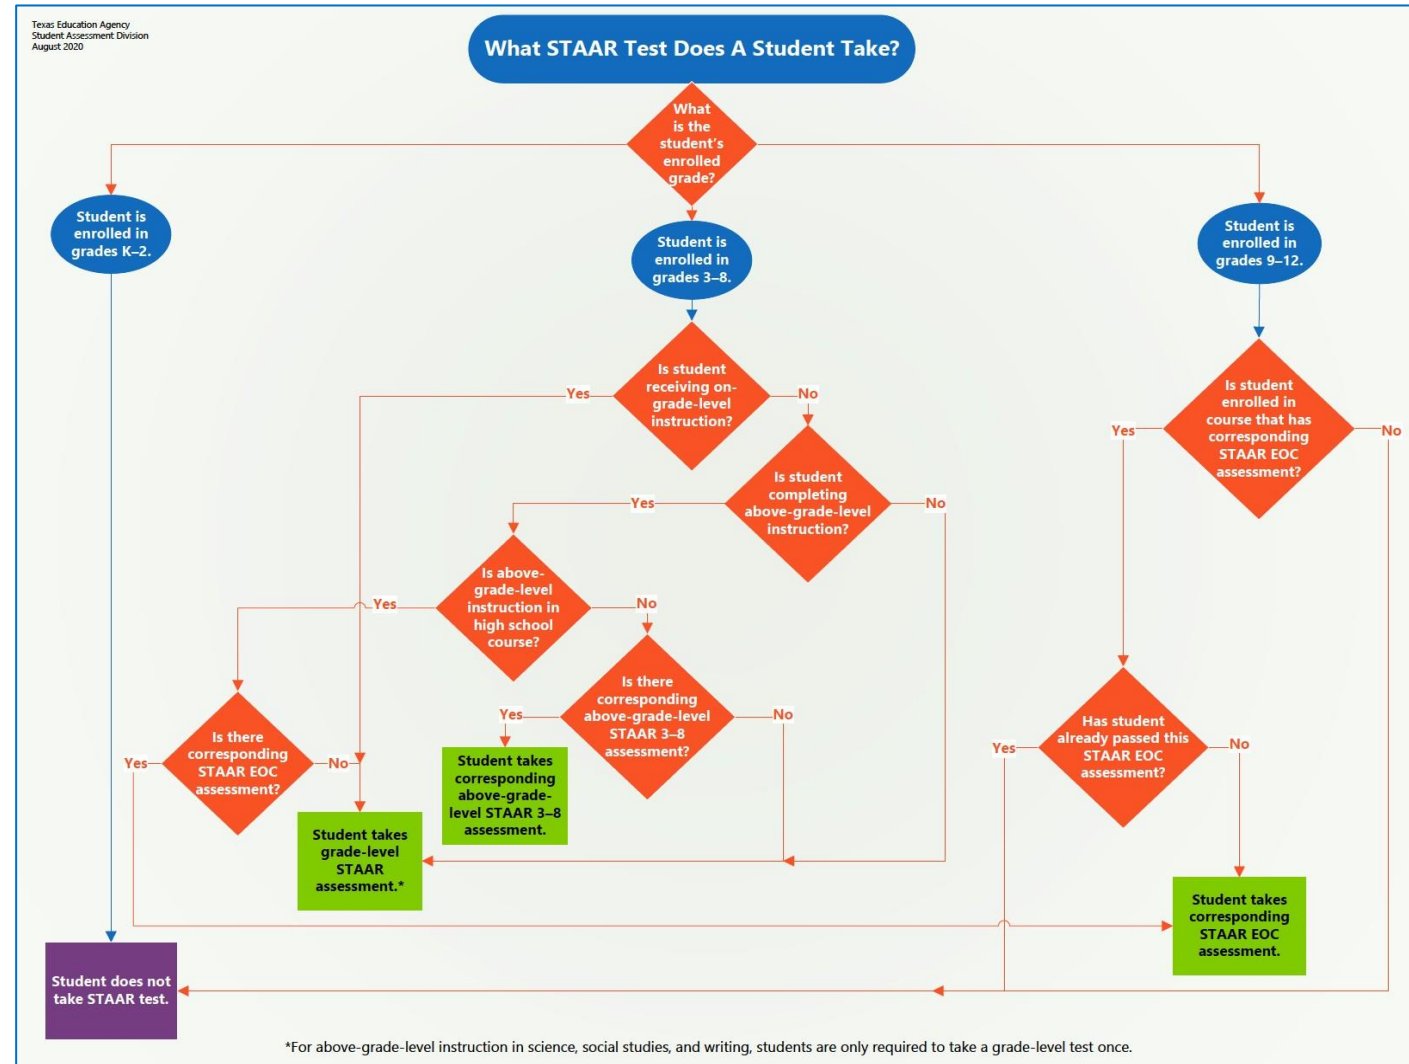 Texas Education Agency
Student Assessment Division
August 2020
What STAAR Test Does A Student Take?
What
is the
student's
enrolled
grade?
Student is
enrolled in
grades K–2.
Student is
enrolled in
grades 3–8.
Student is
enrolled in
grades 9–12.
Is student
receiving on-
grade-level
instruction?
Yes
No
Is student
enrolled in
course that has
corresponding
STAAR EOC
assessment?
Yes
No
Is student
completing
above-grade-level
instruction?
Yes
No
Is above-
grade-level
instruction in
high school
course?
Yes
No
Is there
corresponding
above-grade-level
STAAR 3–8
assessment?
Yes
No
Is there
corresponding
STAAR EOC
assessment?
Yes
No
Has student
already passed this
STAAR EOC
assessment?
Yes
No
Student takes
corresponding
above-grade-
level STAAR 3–8
assessment.
Student takes
grade-level
STAAR
assessment.*
Student takes
corresponding
STAAR EOC
assessment.
Student does not
take STAAR test.
*For above-grade-level instruction in science, social studies, and writing, students are only required to take a grade-level test once.